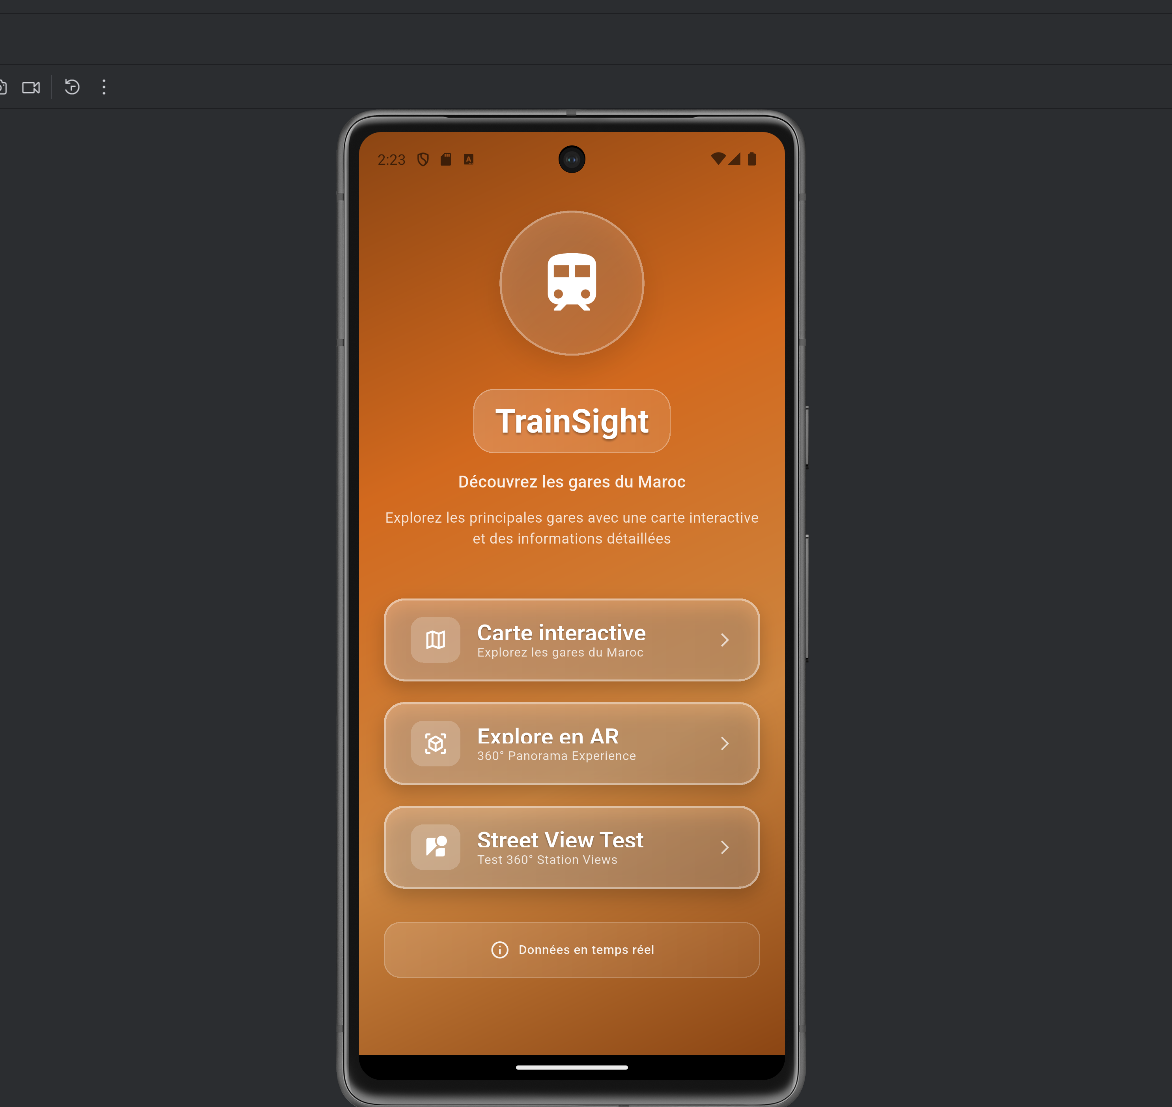 2:23
TrainSight
Découvrez les gares du Maroc
Explorez les principales gares avec une carte interactive
et des informations détaillées
Carte interactive
Explorez les gares du Maroc
Explore en AR
360° Panorama Experience
Street View Test
Test 360° Station Views
Données en temps réel